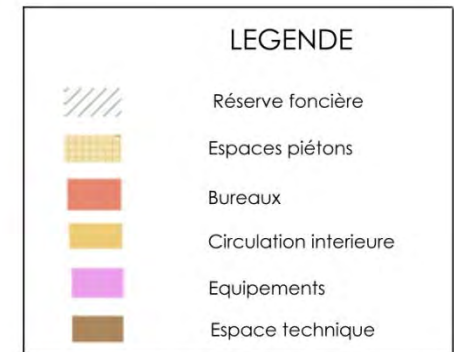 LEGENDE
Réserve foncière
Espaces piétons
Bureaux
Circulation interieure
Equipements
Espace technique